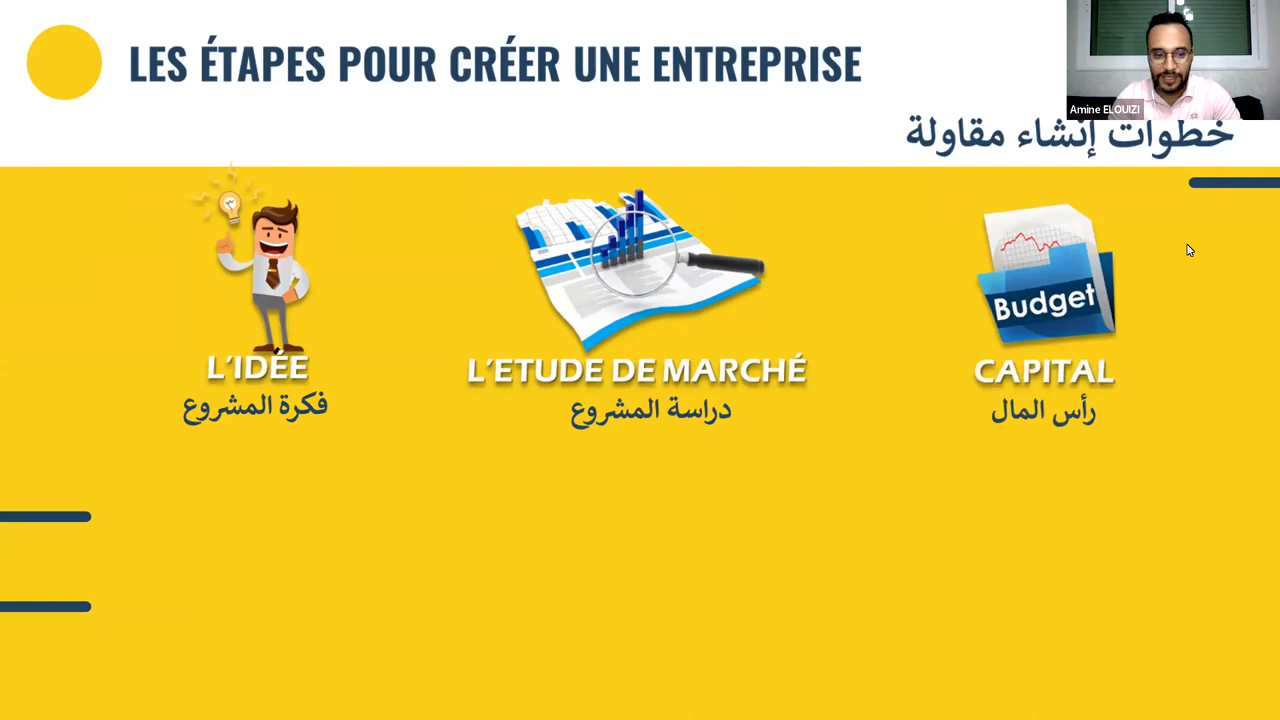 LES ÉTAPES POUR CRÉER UNE ENTREPRISE
Amine ELOUIZI
خطوات إنشاء مقاولة
Budget
L'IDÉE
فكرة المشروع
L'ETUDE DE MARCHÉ
دراسة المشروع
CAPITAL
رأس المال